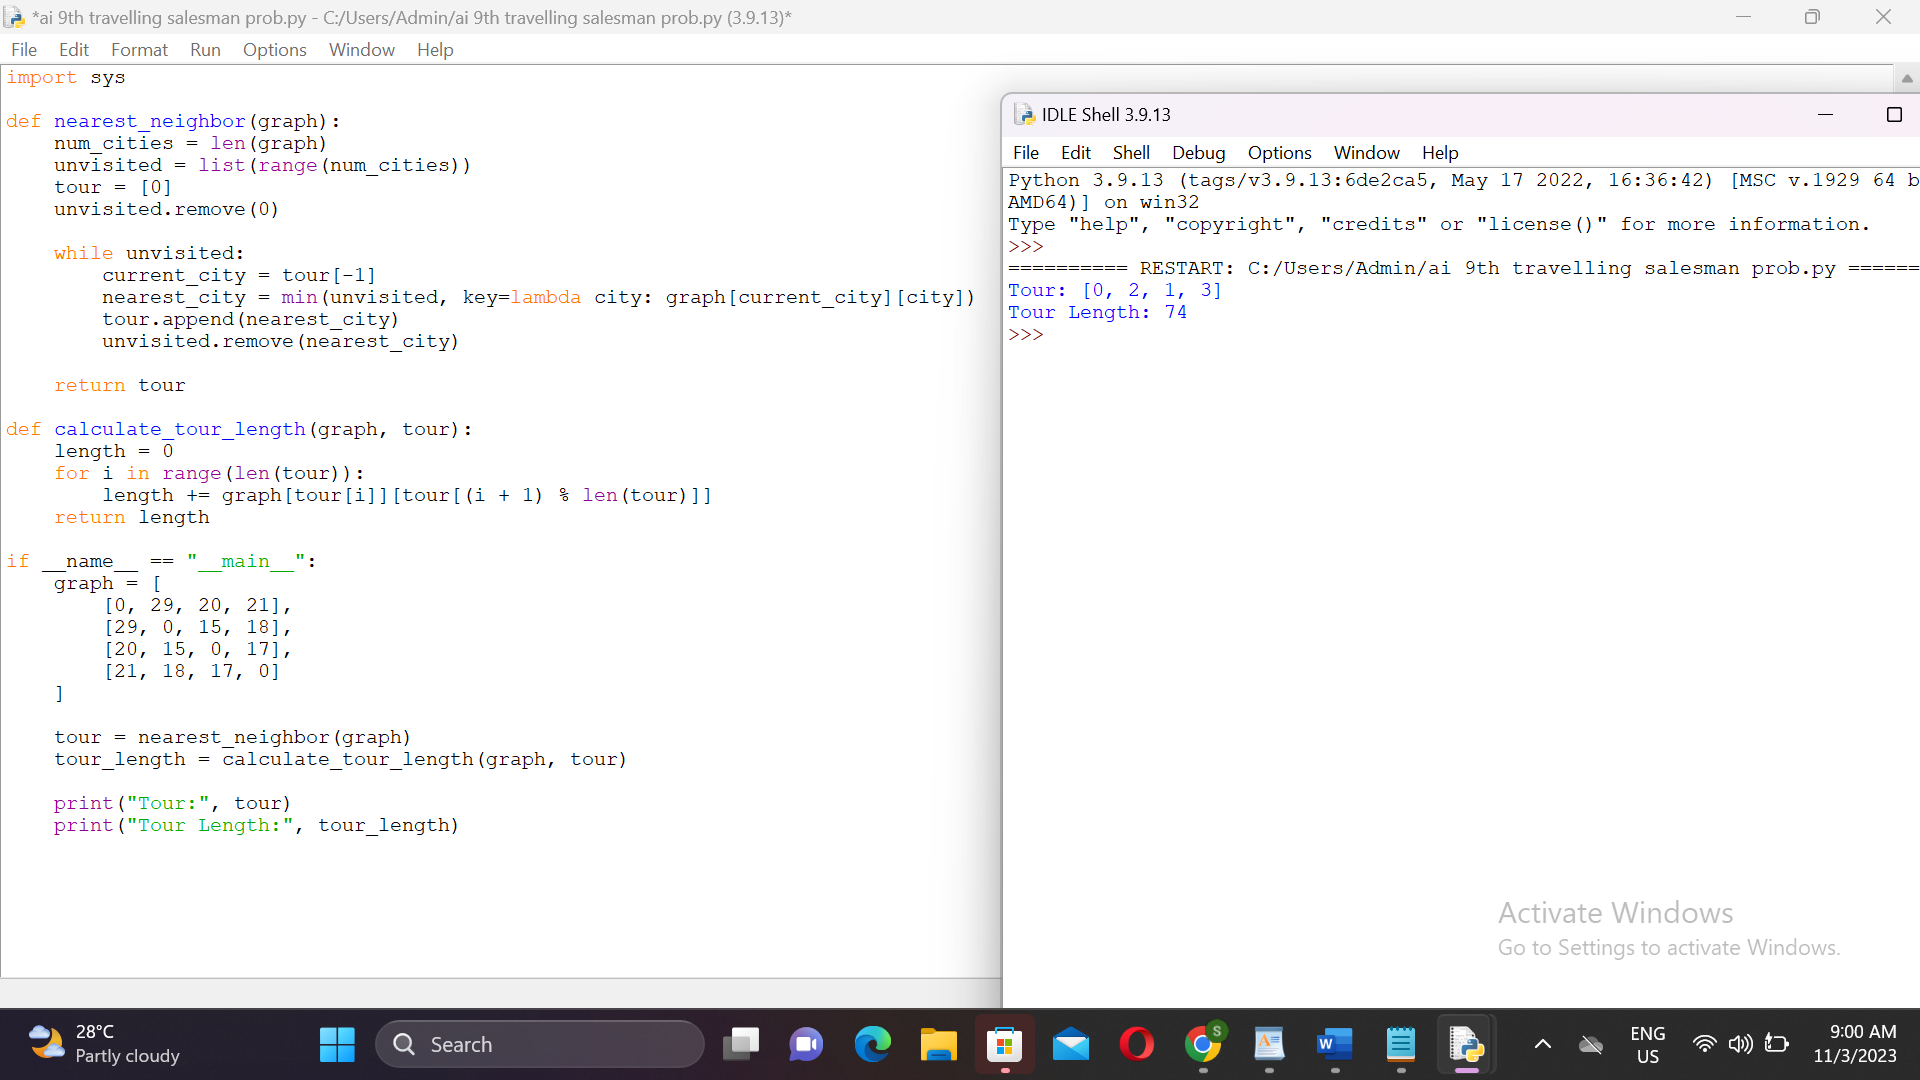 *ai 9th travelling salesman prob.py - C:/Users/Admin/ai 9th travelling salesman prob.py (3.9.13)*
File Edit Format Run Options Window Help
import sys

def nearest_neighbor(graph):
    num_cities = len(graph)
    unvisited = list(range(num_cities))
    tour = [0]
    unvisited.remove(0)

    while unvisited:
        current_city = tour[-1]
        nearest_city = min(unvisited, key=lambda city: graph[current_city][city])
        tour.append(nearest_city)
        unvisited.remove(nearest_city)

    return tour

def calculate_tour_length(graph, tour):
    length = 0
    for i in range(len(tour)):
        length += graph[tour[i]][tour[(i + 1) % len(tour)]]
    return length

if __name__ == "__main__":
    graph = [
        [0, 29, 20, 21],
        [29, 0, 15, 18],
        [20, 15, 0, 17],
        [21, 18, 17, 0]
    ]

    tour = nearest_neighbor(graph)
    tour_length = calculate_tour_length(graph, tour)

    print("Tour:", tour)
    print("Tour Length:", tour_length)
IDLE Shell 3.9.13
File Edit Shell Debug Options Window Help
Python 3.9.13 (tags/v3.9.13:6de2ca5, May 17 2022, 16:36:42) [MSC v.1929 64 b
AMD64)] on win32
Type "help", "copyright", "credits" or "license()" for more information.
>>>
========== RESTART: C:/Users/Admin/ai 9th travelling salesman prob.py ======
Tour: [0, 2, 1, 3]
Tour Length: 74
>>>
Activate Windows
Go to Settings to activate Windows.
28°C
Partly cloudy
Search
S
W
ENG
US
9:00 AM
11/3/2023